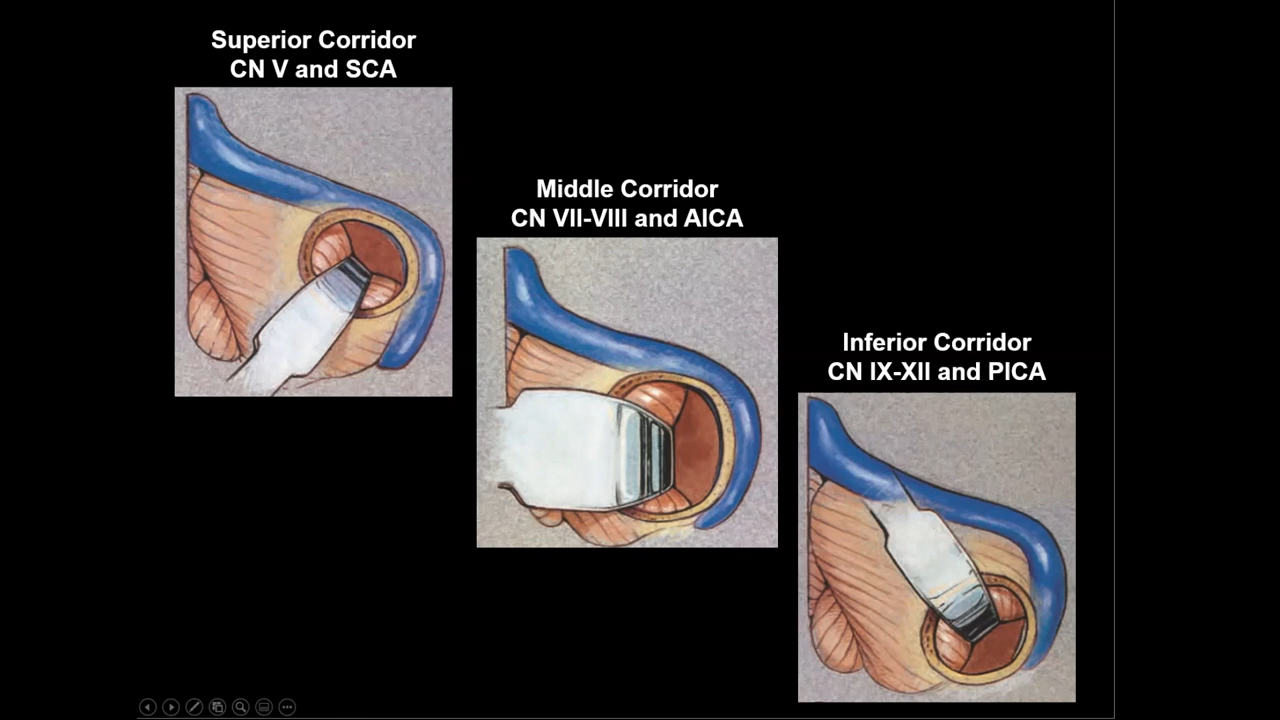 Superior Corridor
CN V and SCA
Middle Corridor
CN VII-VIII and AICA
Inferior Corridor
CN IX-XII and PICA